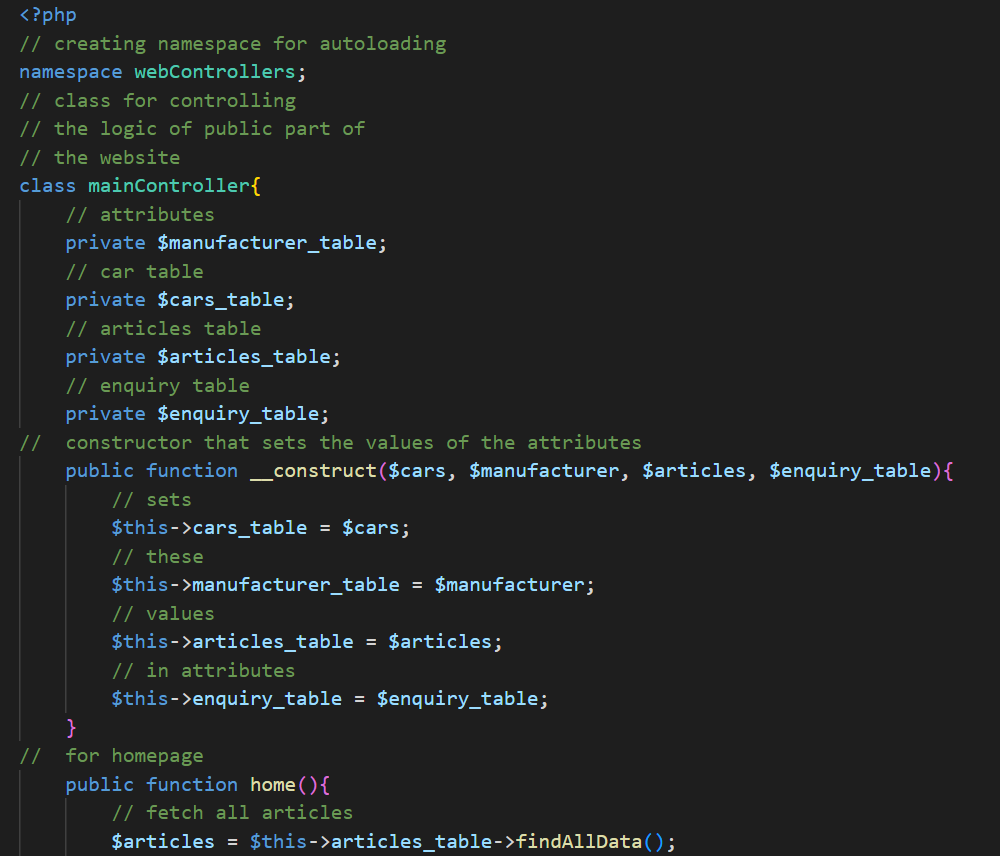 <?php
// creating namespace for autoloading
namespace webControllers;
// class for controlling
// the logic of public part of
// the website
class mainController{
    // attributes
    private $manufacturer_table;
    // car table
    private $cars_table;
    // articles table
    private $articles_table;
    // enquiry table
    private $enquiry_table;
//  constructor that sets the values of the attributes
    public function __construct($cars, $manufacturer, $articles, $enquiry_table){
        // sets
        $this->cars_table = $cars;
        // these
        $this->manufacturer_table = $manufacturer;
        // values
        $this->articles_table = $articles;
        // in attributes
        $this->enquiry_table = $enquiry_table;
    }
//  for homepage
    public function home(){
        // fetch all articles
        $articles = $this->articles_table->findAllData();